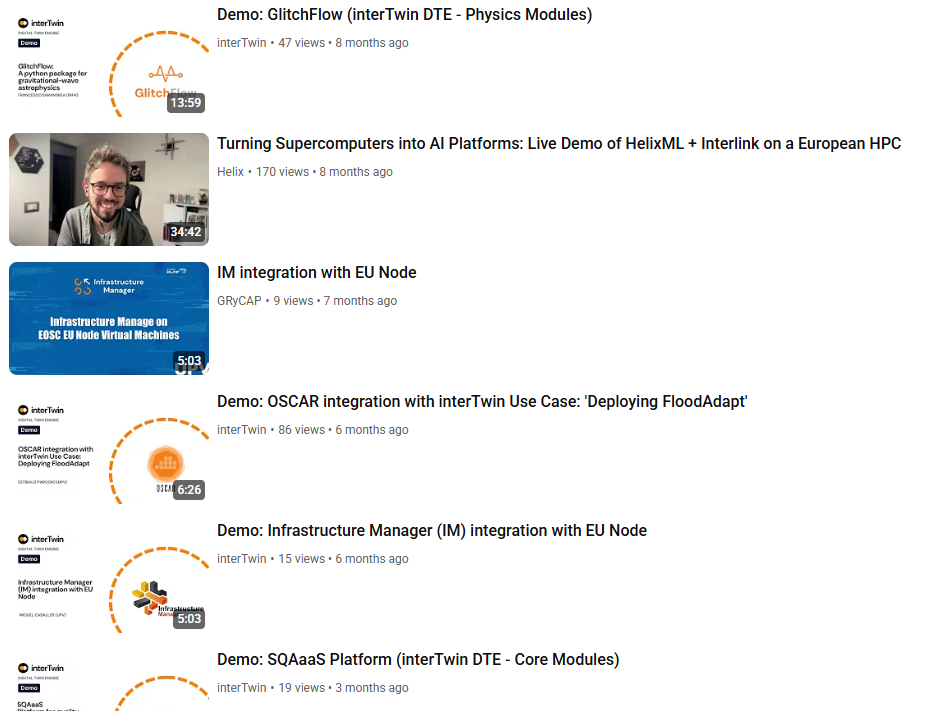 interTwin
DIGITAL TWIN ENGINE
Demo
GlitchFlow:
A python package for
gravitational-wave
astrophysics
GlitchFlow
13:59
Demo: GlitchFlow (interTwin DTE - Physics Modules)
interTwin • 47 views • 8 months ago
34:42
Turning Supercomputers into AI Platforms: Live Demo of HelixML + Interlink on a European HPC
Helix • 170 views • 8 months ago
Infrastructure
Manager
Infrastructure Manage on
EOSC EU Node Virtual Machines
5:03
IM integration with EU Node
GRyCAP • 9 views • 7 months ago
interTwin
DIGITAL TWIN ENGINE
Demo
OSCAR integration with
interTwin Use Case:
Deploying FloodAdapt
OSCAR
6:26
Demo: OSCAR integration with interTwin Use Case: 'Deploying FloodAdapt'
interTwin • 86 views • 6 months ago
interTwin
DIGITAL TWIN ENGINE
Demo
Infrastructure Manager
(IM) integration with EU
Node
MIGUEL CABALLER (UPV)
Infrastructure
5:03
Demo: Infrastructure Manager (IM) integration with EU Node
interTwin • 15 views • 6 months ago
interTwin
DIGITAL TWIN ENGINE
Demo
SQAaaS
Demo: SQAaaS Platform (interTwin DTE - Core Modules)
interTwin • 19 views • 3 months ago